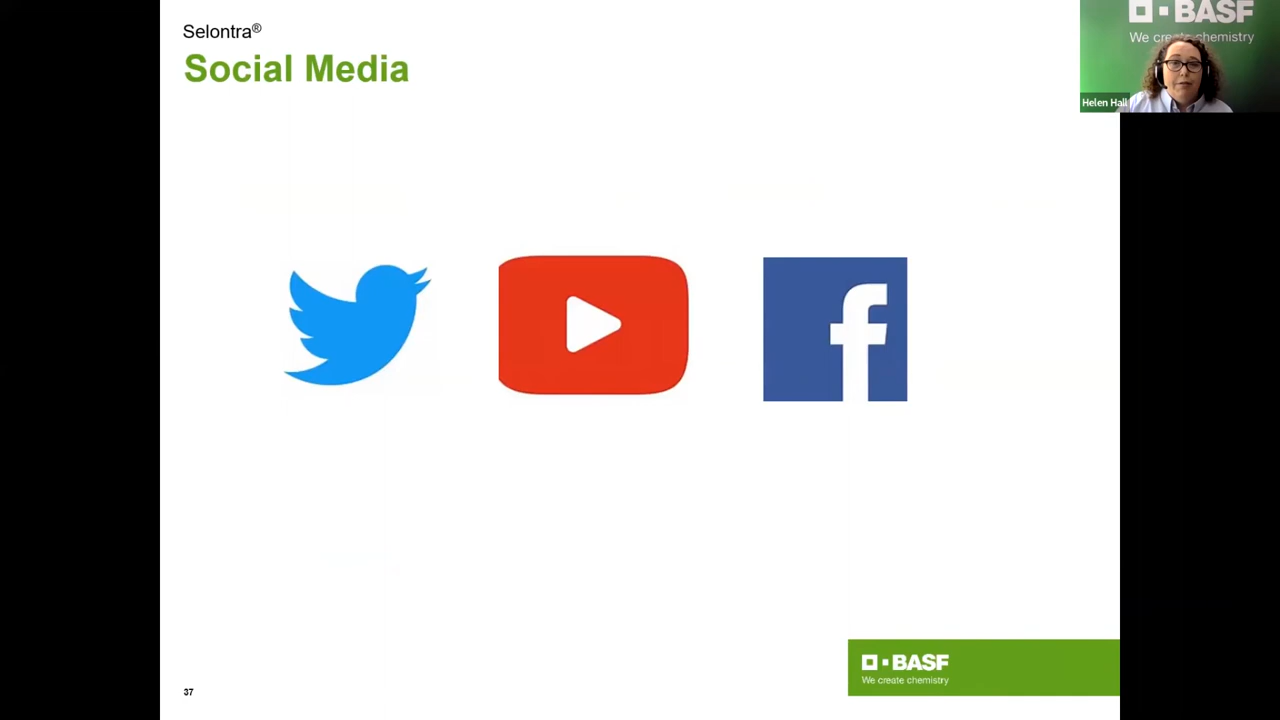 Selontra®
Social Media
BASF
We create chemistry
Helen Hall
BASF
We create chemistry
37